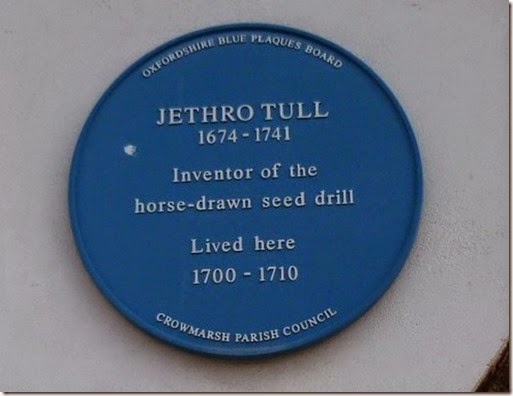 OXFORDSHIRE BLUE PLAQUES BOARD
JETHRO TULL
1674 - 1741
Inventor of the
horse-drawn seed drill
Lived here
1700 - 1710
CROWMARSH PARISH COUNCIL